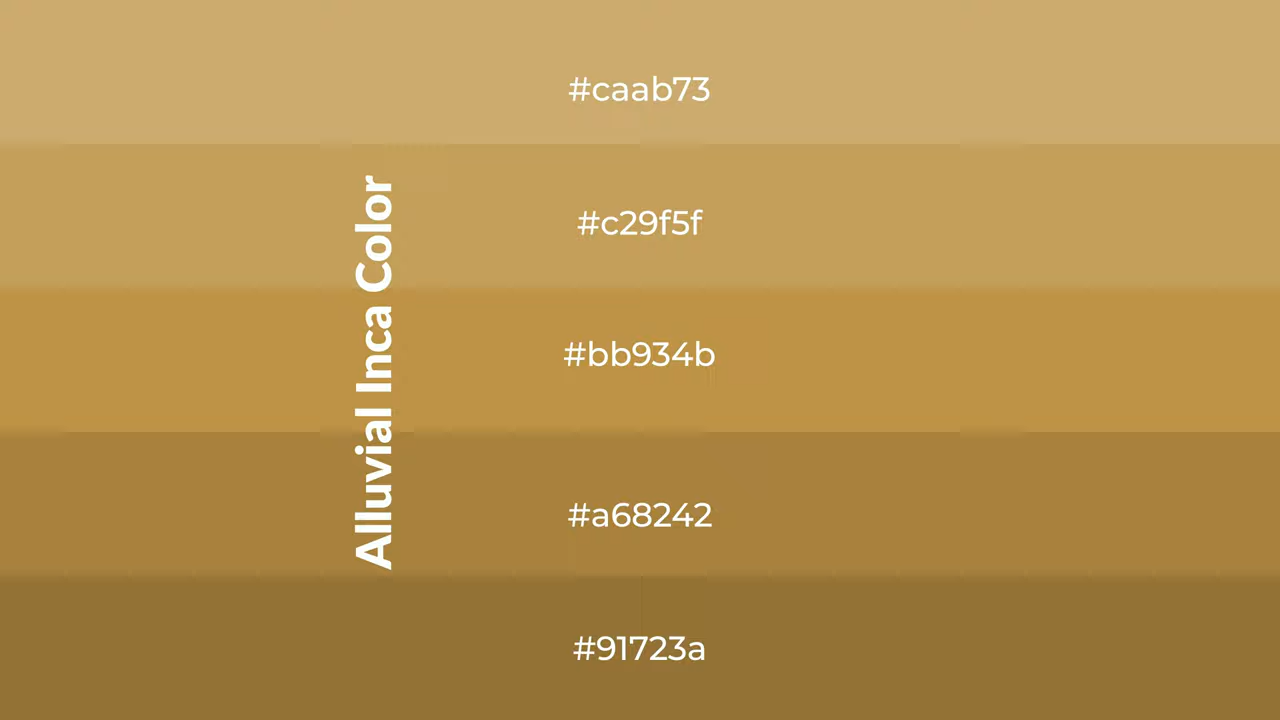 Alluvial Inca Color
#caab73
#c29f5f
#bb934b
#a68242
#91723a